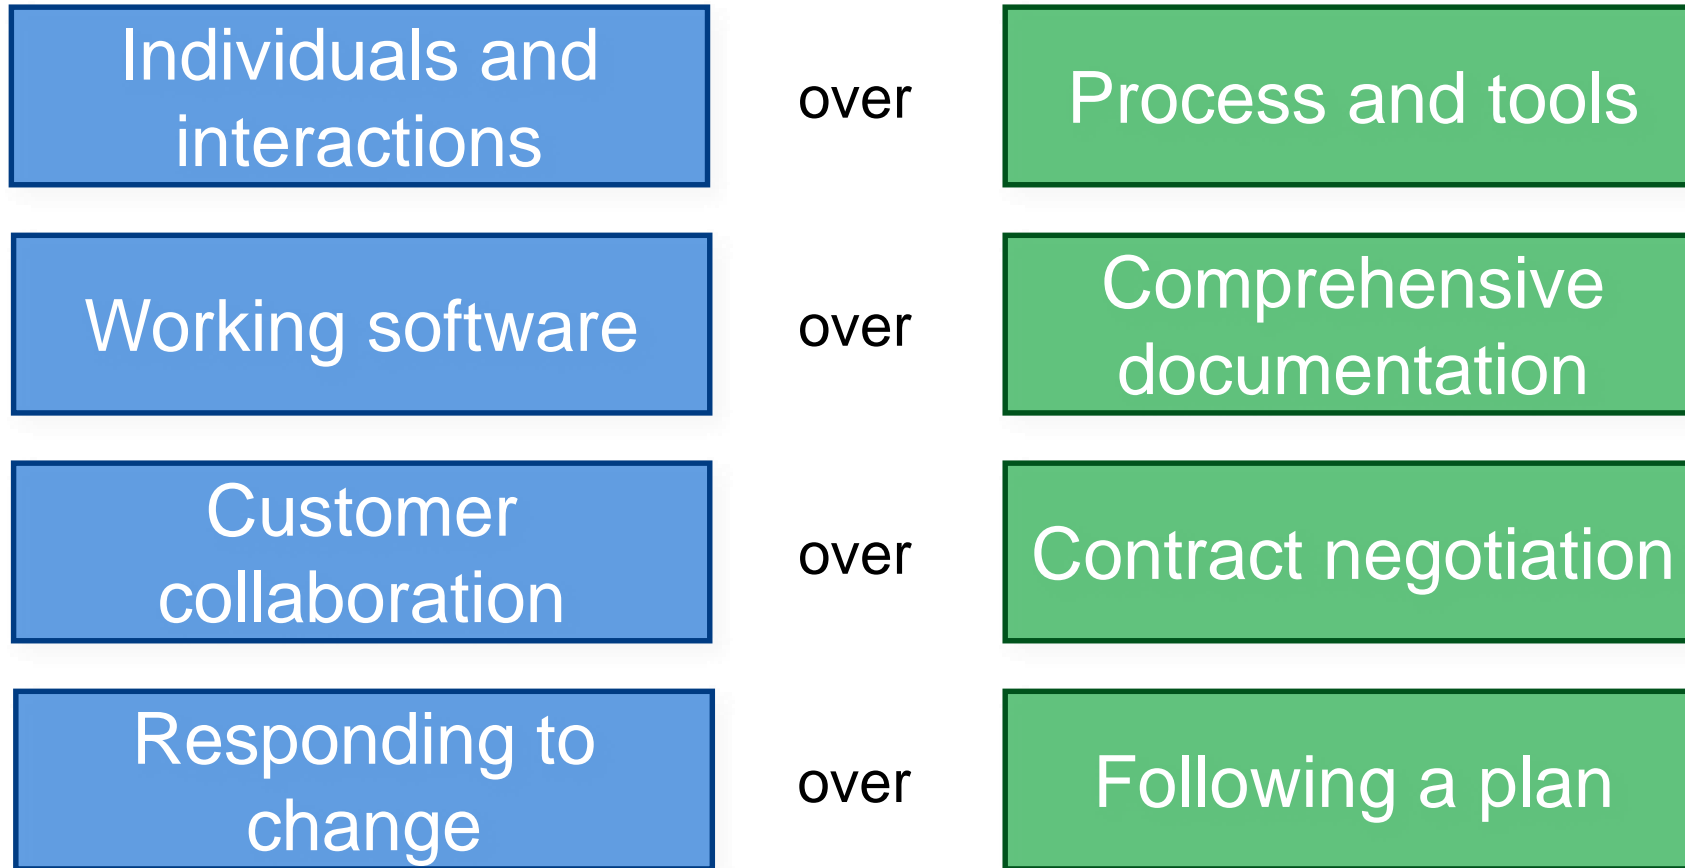 Individuals and
interactions
over
Process and tools
Working software
over
Comprehensive
documentation
Customer
collaboration
over
Contract negotiation
Responding to
change
over
Following a plan